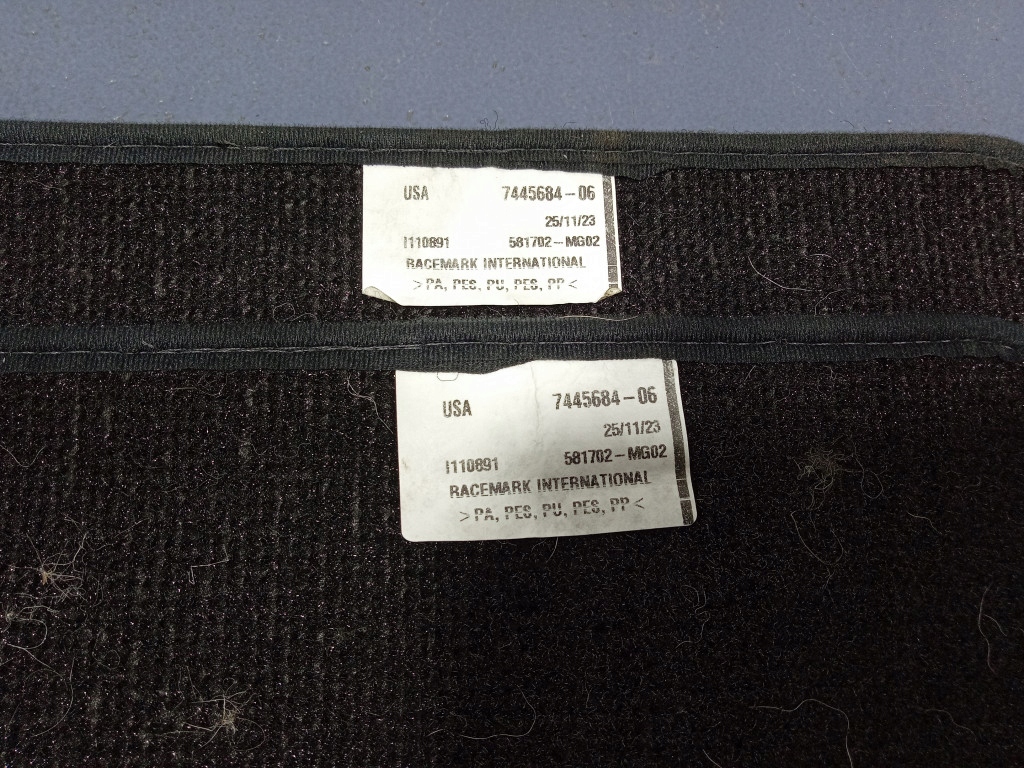 USA 7445684-06
25/11/23
I110891 581702-MG02
RACEMARK INTERNATIONAL
>PA, PES, PU, PES, PP<
USA 7445684-06
25/11/23
I110891 581702-MG02
RACEMARK INTERNATIONAL
>PA, PES, PU, PES, PP<